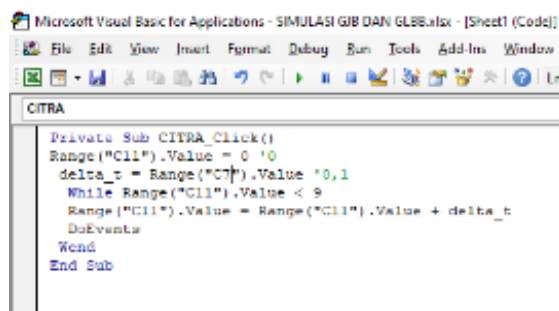 Microsoft Visual Basic for Applications - SIMULASI GJB DAN GLBB.xlsx - [Sheet1 (Code)]
File Edit View Insert Format Debug Run Tools Add-Ins Window
CITRA
Private Sub CITRA_Click()
Range("C11").Value = 0 '0
delta_t = Range("C7").Value '0,1
While Range("C11").Value < 9
Range("C11").Value = Range("C11").Value + delta_t
DoEvents
Wend
End Sub